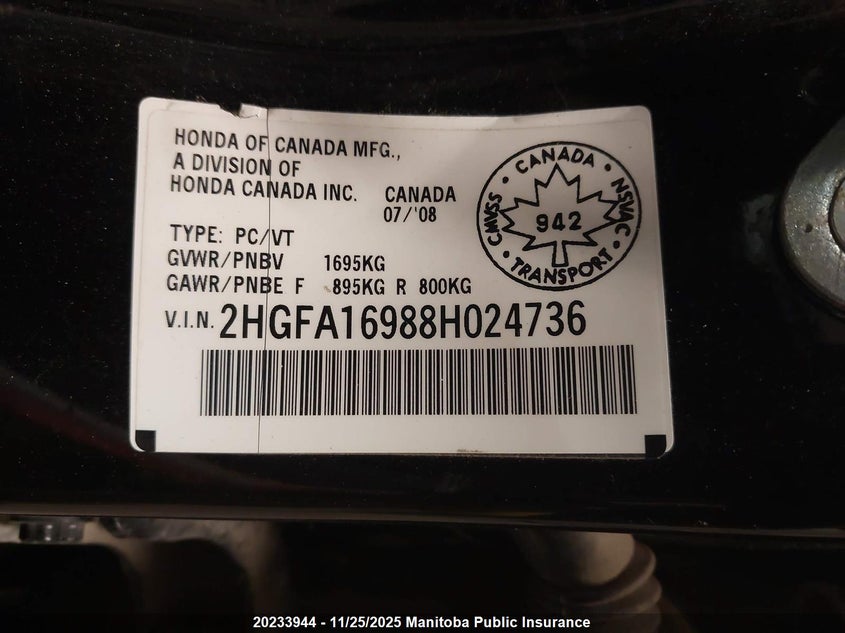 HONDA OF CANADA MFG.,
A DIVISION OF
HONDA CANADA INC. CANADA
07/'08
TYPE: PC/VT
GVWR/PNBV 1695KG
GAWR/PNBE F 895KG R 800KG
V.I.N. 2HGFA16988H024736
CANADA
CMVSS 942 NSVAC
TRANSPORT
20233944 - 11/25/2025 Manitoba Public Insurance